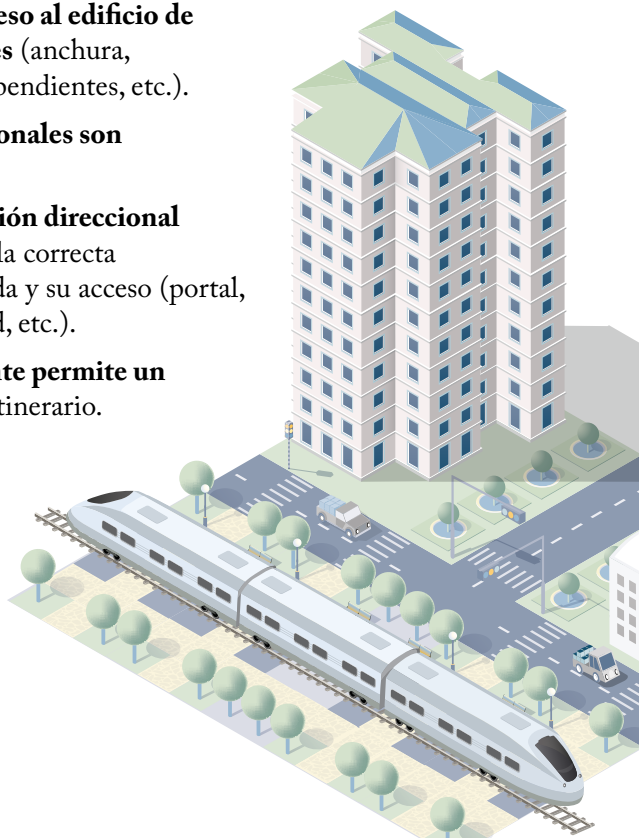 eso al edificio de
es (anchura,
pendientes, etc.).
onales son
ión direccional
la correcta
da y su acceso (portal,
d, etc.).
nte permite un
tinerario.